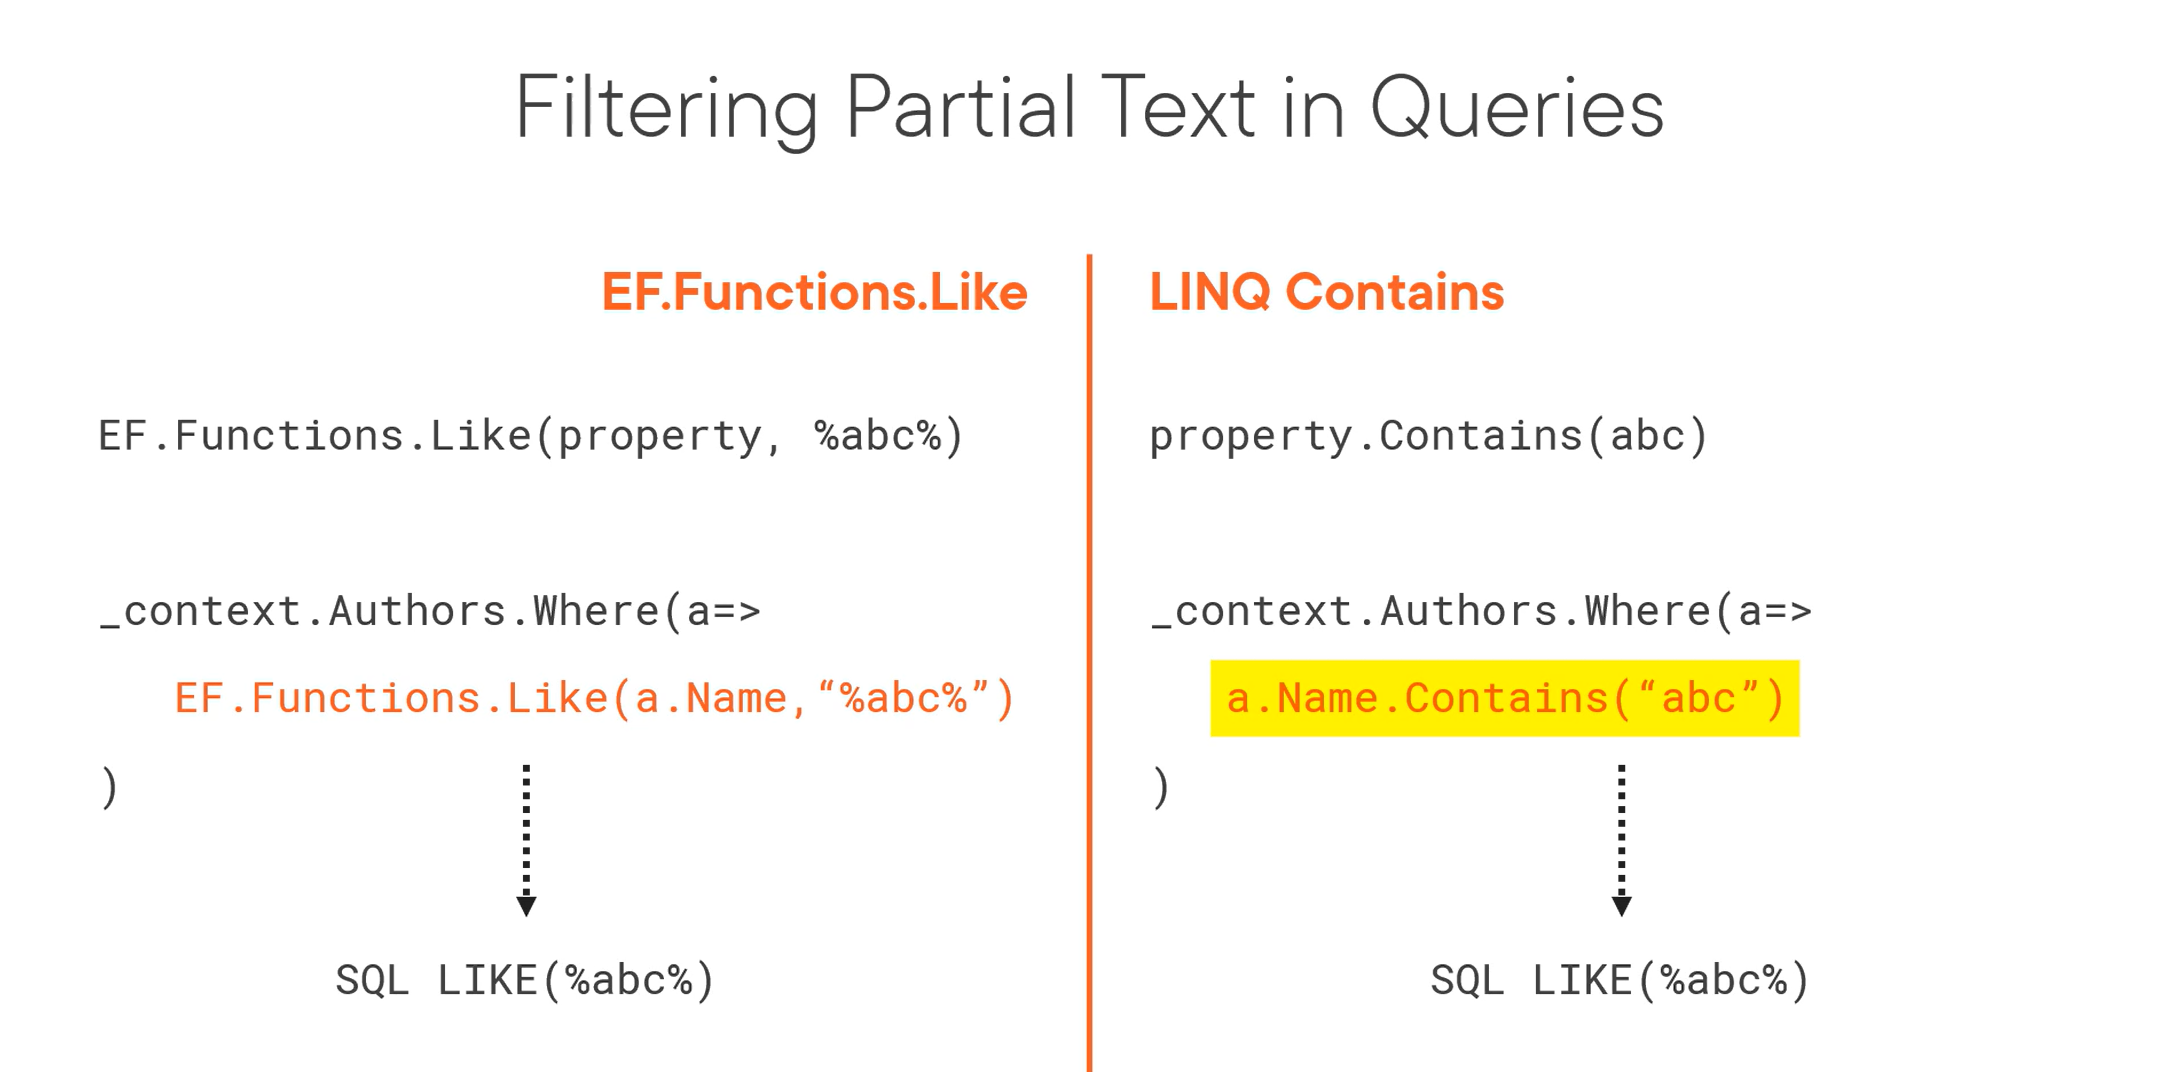 Filtering Partial Text in Queries
EF.Functions.Like
EF.Functions.Like(property, %abc%)
_context.Authors.Where(a=>
EF.Functions.Like(a.Name,“%abc%”)
)
SQL LIKE(%abc%)
LINQ Contains
property.Contains(abc)
_context.Authors.Where(a=>
a.Name.Contains(“abc”)
)
SQL LIKE(%abc%)